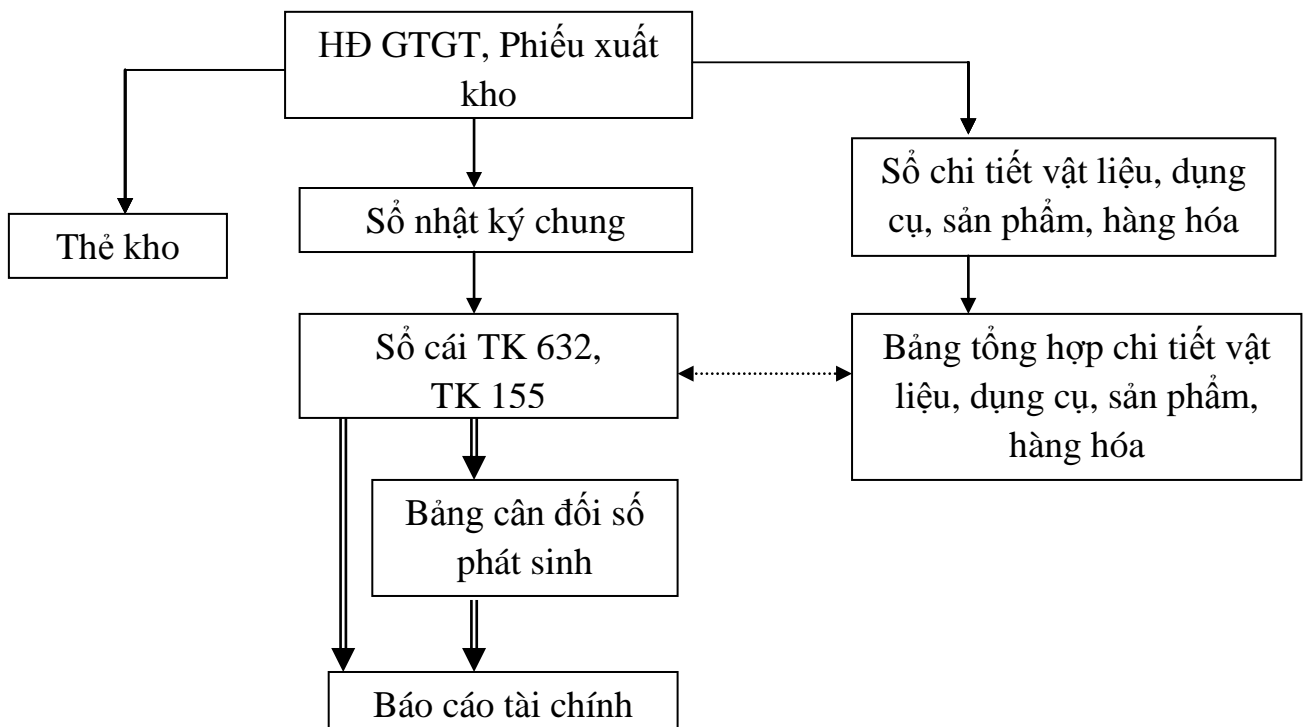 HĐ GTGT, Phiếu xuất
kho
Thẻ kho
Sổ nhật ký chung
Sổ chi tiết vật liệu, dụng
cụ, sản phẩm, hàng hóa
Sổ cái TK 632,
TK 155
Bảng tổng hợp chi tiết vật
liệu, dụng cụ, sản phẩm,
hàng hóa
Bảng cân đối số
phát sinh
Báo cáo tài chính